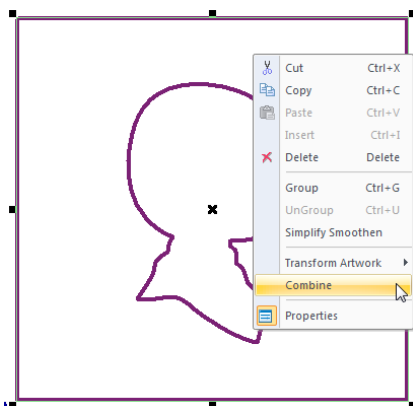 Cut Ctrl+X
Copy Ctrl+C
Paste Ctrl+V
Insert Ctrl+I
Delete Delete
Group Ctrl+G
UnGroup Ctrl+U
Simplify Smoothen
Transform Artwork
Combine
Properties